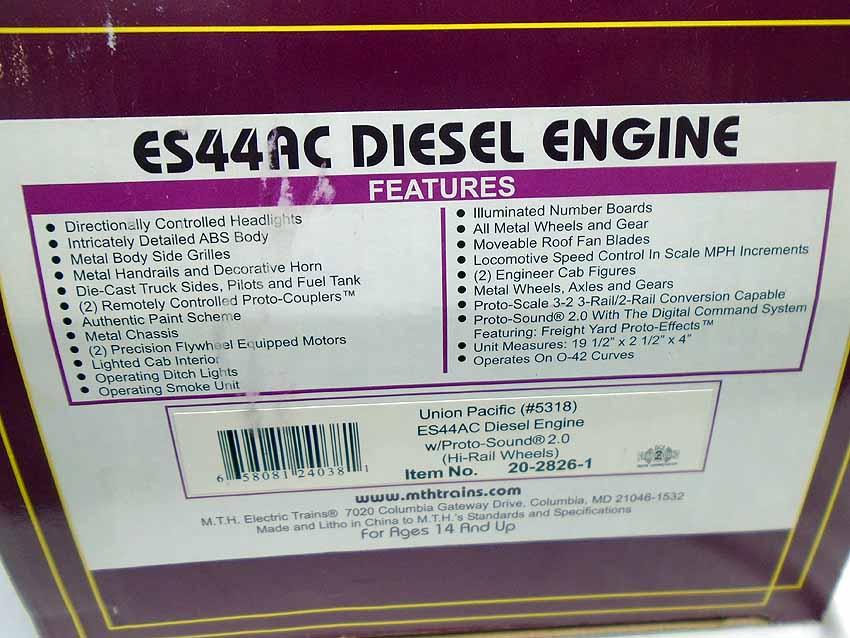 ES44AC DIESEL ENGINE
FEATURES
Directionally Controlled Headlights
Intricately Detailed ABS Body
Metal Body Side Grilles
Metal Handrails and Decorative Horn
Die-Cast Truck Sides, Pilots and Fuel Tank
(2) Remotely Controlled Proto-Couplers™
Authentic Paint Scheme
Metal Chassis
(2) Precision Flywheel Equipped Motors
Lighted Cab Interior
Operating Ditch Lights
Operating Smoke Unit
Illuminated Number Boards
All Metal Wheels and Gear
Moveable Roof Fan Blades
Locomotive Speed Control In Scale MPH Increments
(2) Engineer Cab Figures
Metal Wheels, Axles and Gears
Proto-Scale 3-2 3-Rail/2-Rail Conversion Capable
Proto-Sound® 2.0 With The Digital Command System
Featuring: Freight Yard Proto-Effects™
Unit Measures: 19 1/2" x 2 1/2" x 4"
Operates On O-42 Curves
Union Pacific (#5318)
ES44AC Diesel Engine
w/Proto-Sound® 2.0
(Hi-Rail Wheels)
Item No. 20-2826-1
6 58081 24038 1
2
www.mthtrains.com
M.T.H. Electric Trains® 7020 Columbia Gateway Drive, Columbia, MD 21046-1532
Made and Litho in China to M.T.H.'s Standards and Specifications
For Ages 14 And Up